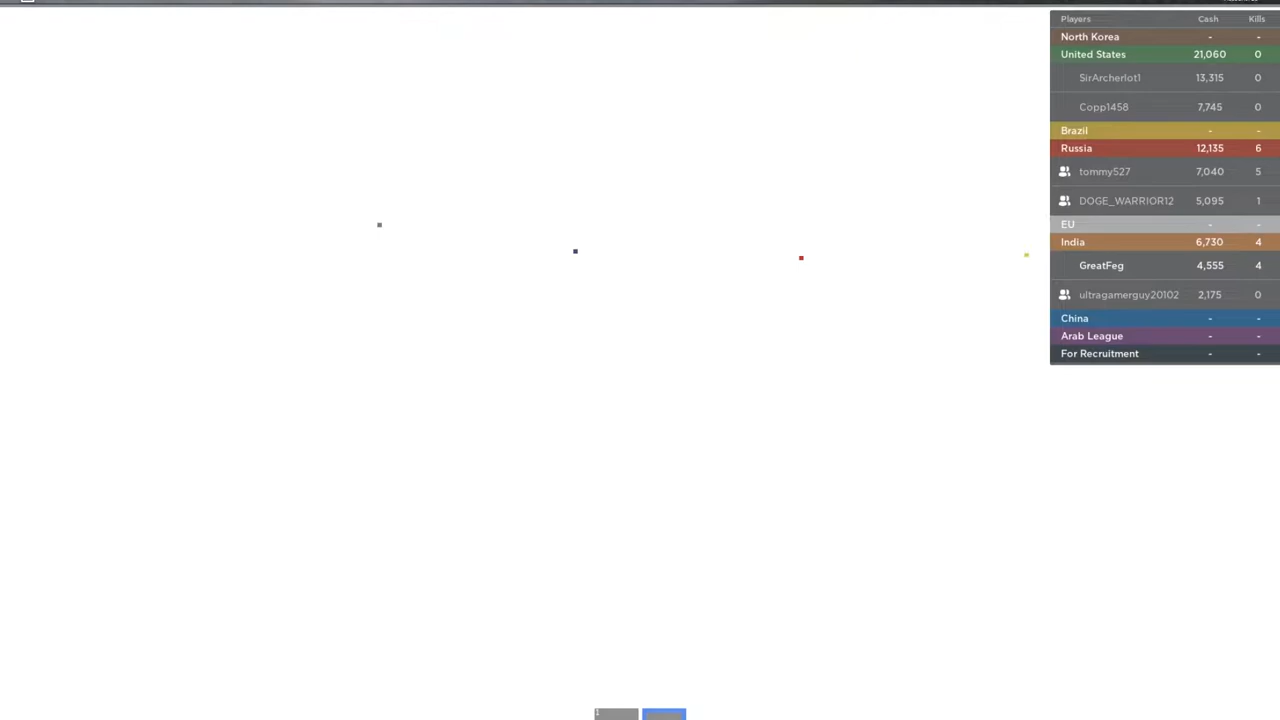 Players Cash Kills
North Korea - -
United States 21,060 0
SirArcherlot1 13,315 0
Copp1458 7,745 0
Brazil - -
Russia 12,135 6
tommy527 7,040 5
DOGE_WARRIOR12 5,095 1
EU - -
India 6,730 4
GreatFeg 4,555 4
ultragamerguy20102 2,175 0
China - -
Arab League - -
For Recruitment - -
1